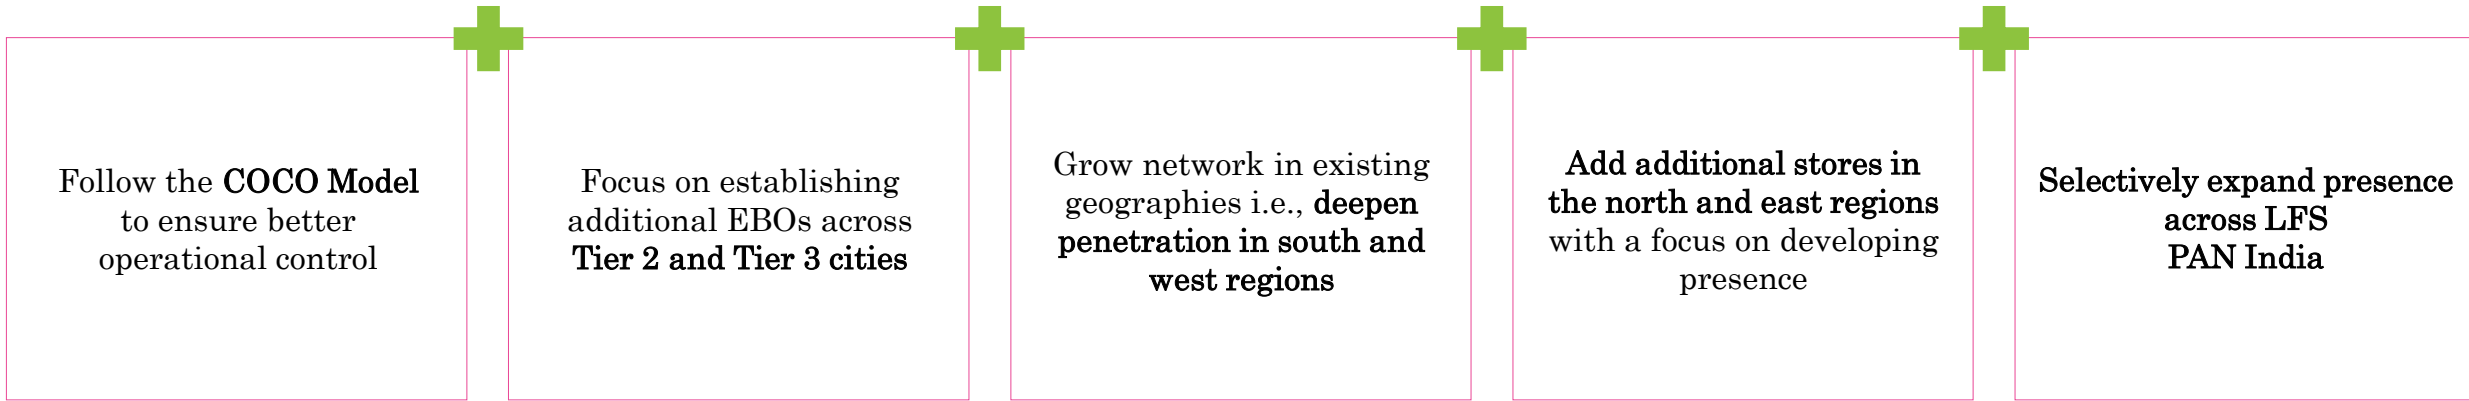 Follow the COCO Model
to ensure better
operational control
Focus on establishing
additional EBOs across
Tier 2 and Tier 3 cities
Grow network in existing
geographies i.e., deepen
penetration in south and
west regions
Add additional stores in
the north and east regions
with a focus on developing
presence
Selectively expand presence
across LFS
PAN India